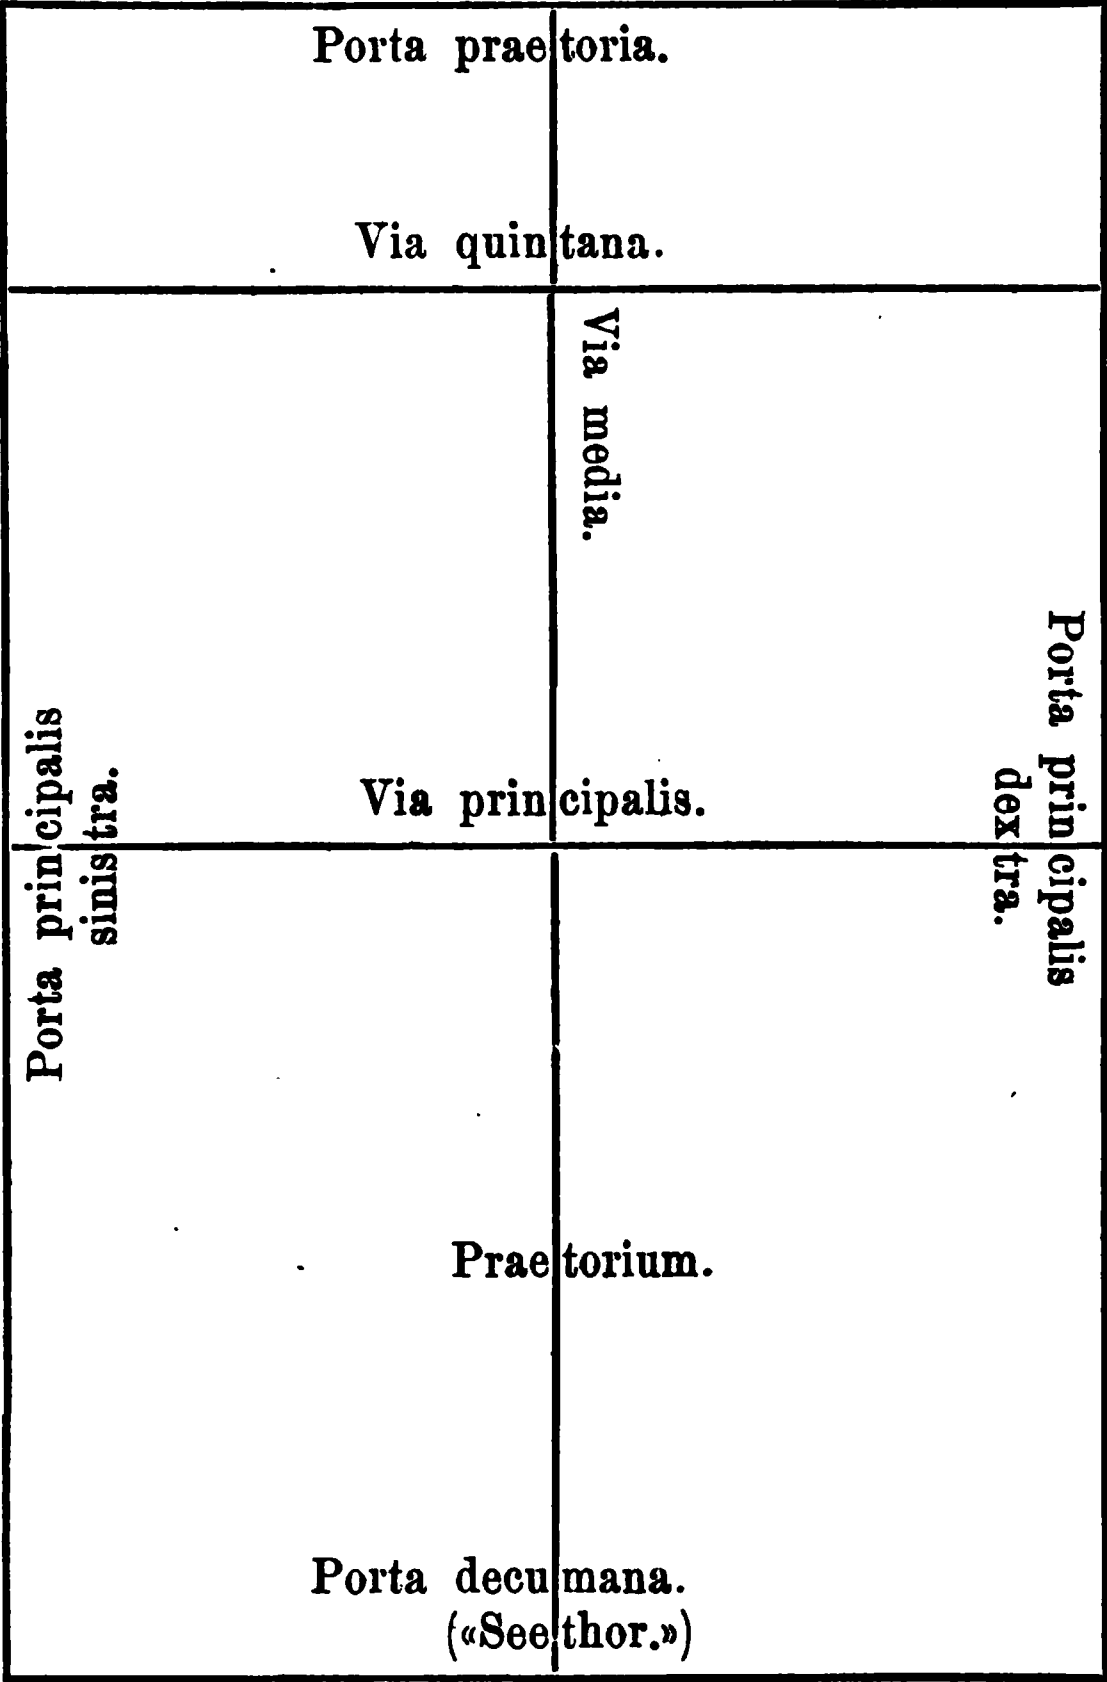 Porta praetoria.
Via quintana.
Via media.
Porta principalis
dextra.
Via principalis.
Porta principalis
sinistra.
Praetorium.
Porta decumana.
(«Seethor.»)